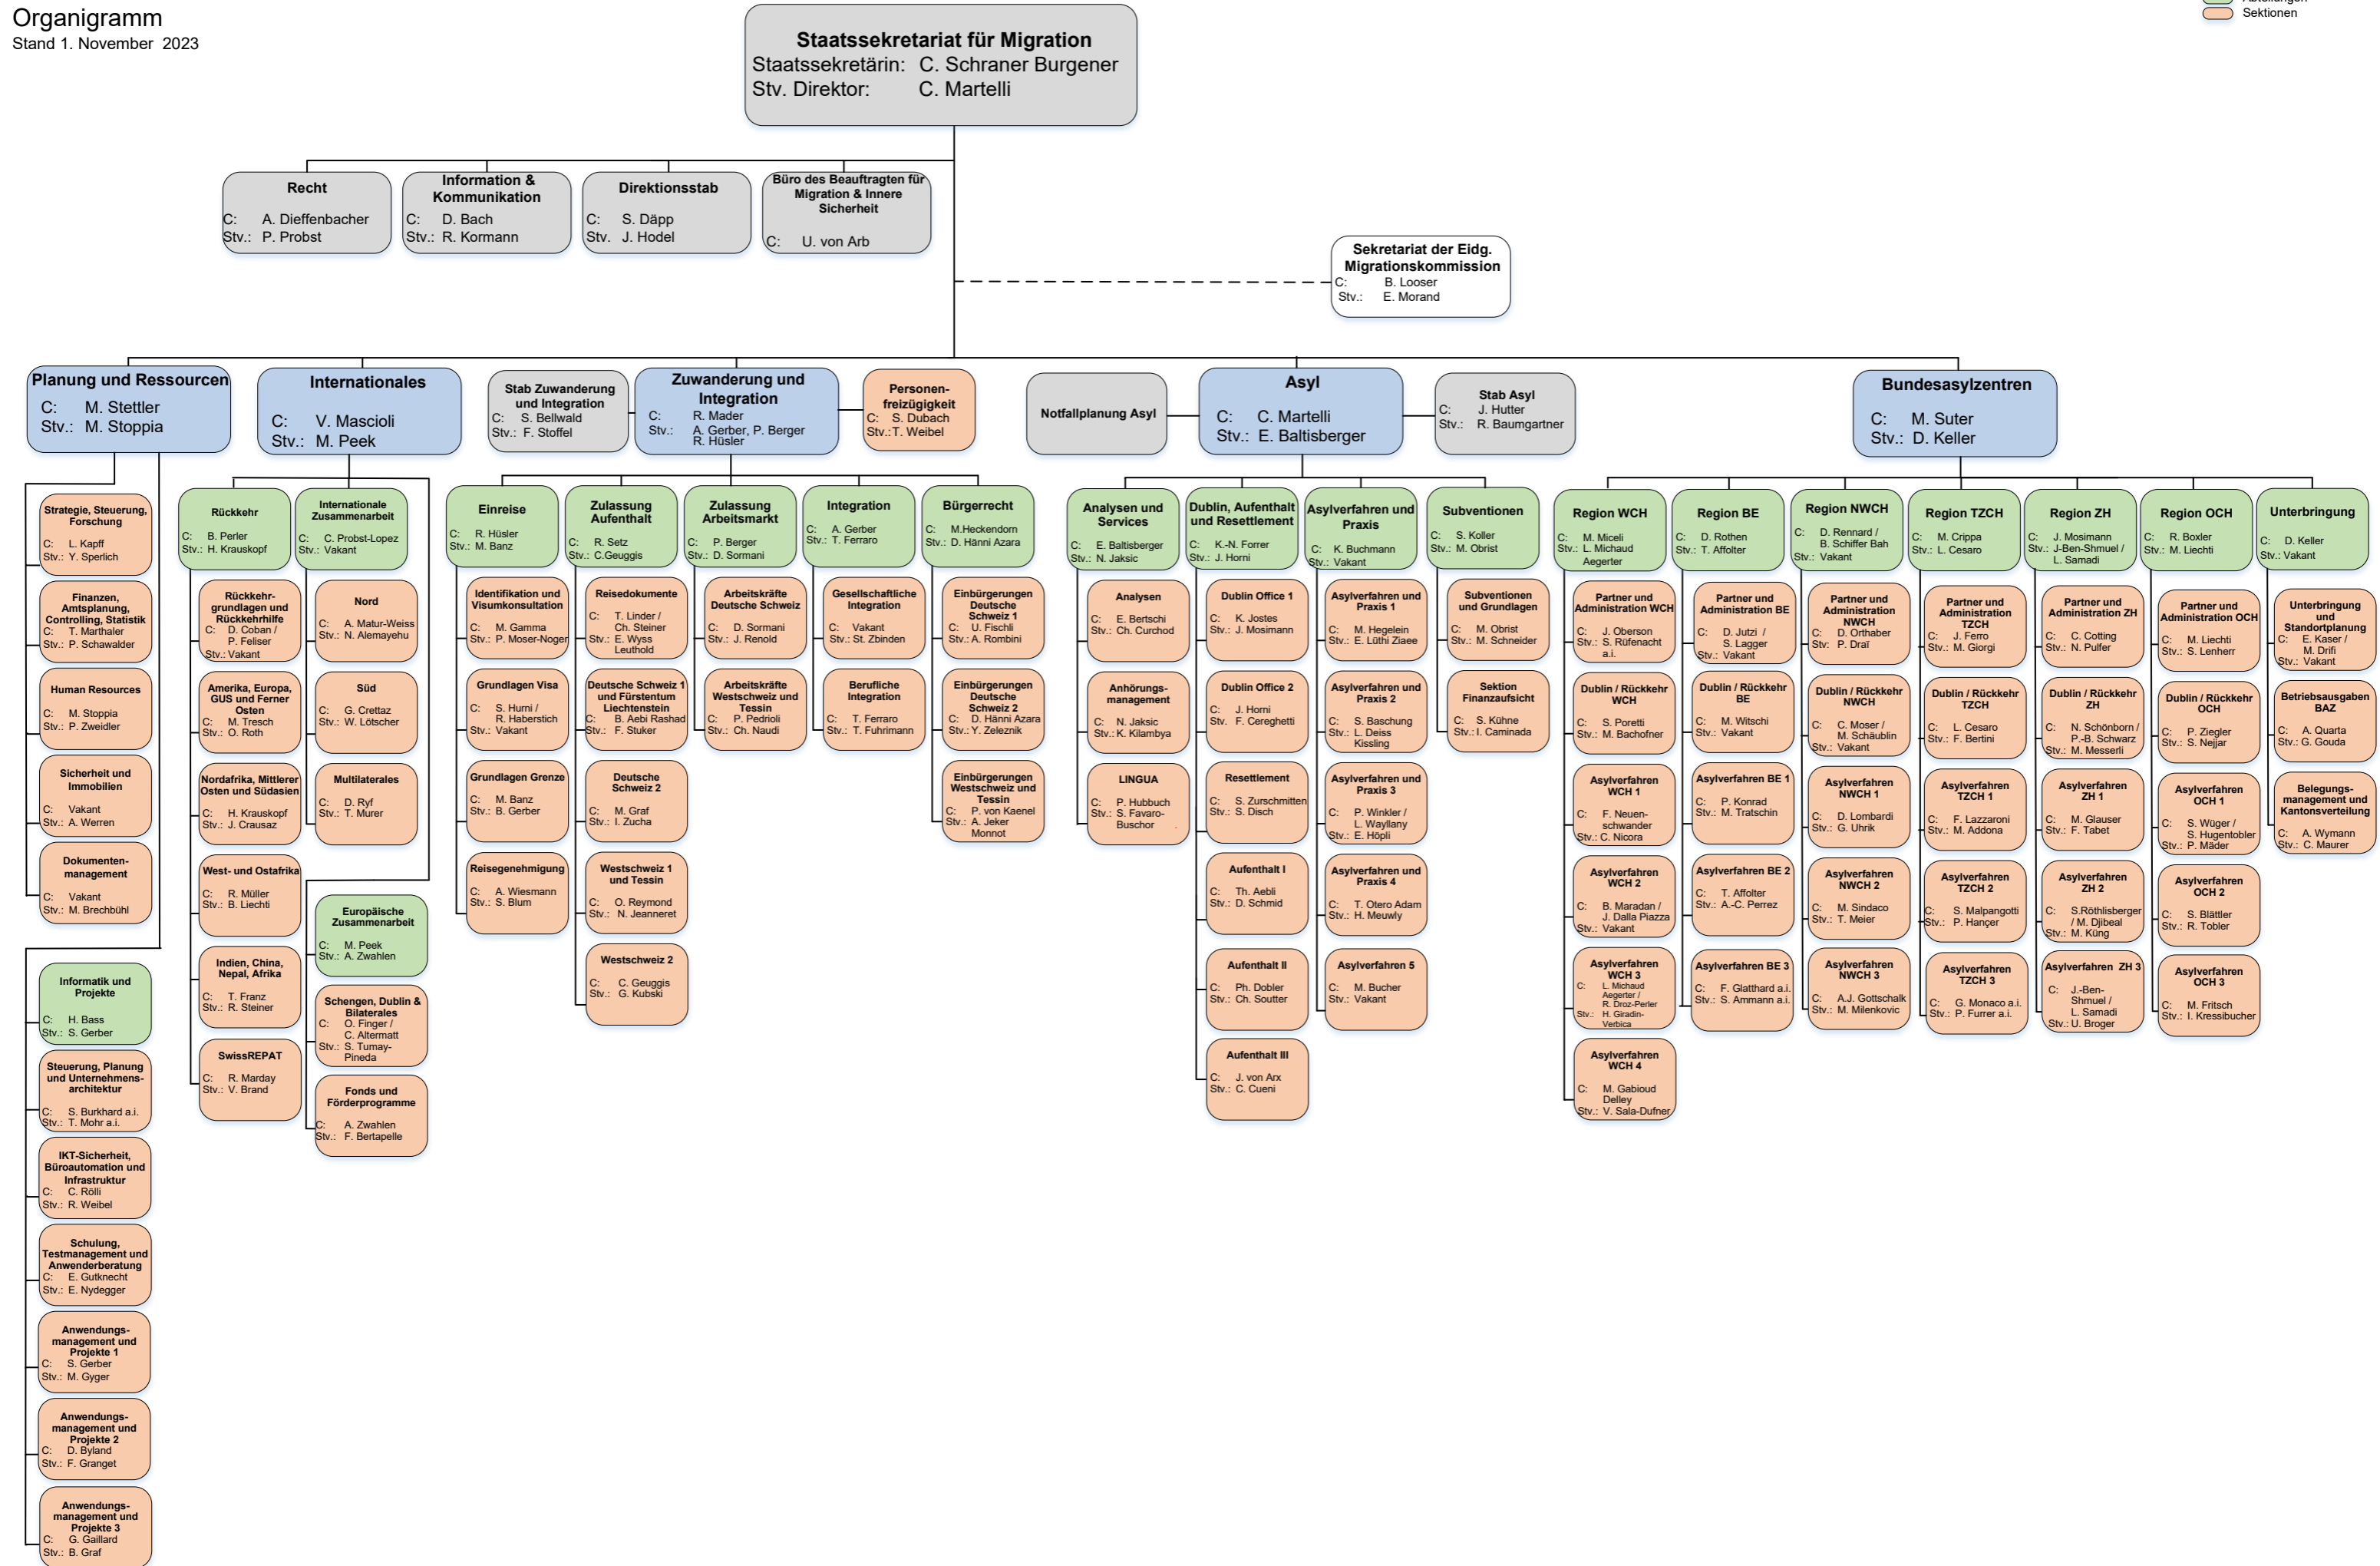 Organigramm
Stand 1. November 2023
Sektionen
Staatssekretariat für Migration
Staatssekretärin: C. Schraner Burgener
Stv. Direktor: C. Martelli
Recht
C: A. Dieffenbacher
Stv.: P. Probst
Information &
Kommunikation
C: D. Bach
Stv.: R. Kormann
Direktionsstab
C: S. Däpp
Stv. J. Hodel
Büro des Beauftragten für
Migration & Innere
Sicherheit
C: U. von Arb
Sekretariat der Eidg.
Migrationskommission
C: B. Looser
Stv.: E. Morand
Planung und Ressourcen
C: M. Stettler
Stv.: M. Stoppia
Internationales
C: V. Mascioli
Stv.: M. Peek
Stab Zuwanderung
und Integration
C: S. Bellwald
Stv.: F. Stoffel
Zuwanderung und
Integration
C: R. Mader
Stv.: A. Gerber, P. Berger
R. Hüsler
Personen-
freizügigkeit
C: S. Dubach
Stv.: T. Weibel
Notfallplanung Asyl
Asyl
C: C. Martelli
Stv.: E. Baltisberger
Stab Asyl
C: J. Hutter
Stv.: R. Baumgartner
Bundesasylzentren
C: M. Suter
Stv.: D. Keller
Strategie, Steuerung,
Forschung
C: L. Kapff
Stv.: Y. Sperlich
Finanzen,
Amtsplanung,
Controlling, Statistik
C: T. Marthaler
Stv.: P. Schawalder
Human Resources
C: M. Stoppia
Stv.: P. Zweidler
Sicherheit und
Immobilien
C: Vakant
Stv.: A. Werren
Dokumenten-
management
C: Vakant
Stv.: M. Brechbühl
Informatik und
Projekte
C: H. Bass
Stv.: S. Gerber
Steuerung, Planung
und Unternehmens-
architektur
C: S. Burkhard a.i.
Stv.: T. Mohr a.i.
IKT-Sicherheit,
Büroautomation und
Infrastruktur
C: C. Rölli
Stv.: R. Weibel
Schulung,
Testmanagement und
Anwenderberatung
C: E. Gutknecht
Stv.: E. Nydegger
Anwendungs-
management und
Projekte 1
C: S. Gerber
Stv.: M. Gyger
Anwendungs-
management und
Projekte 2
C: D. Byland
Stv.: F. Granget
Anwendungs-
management und
Projekte 3
C: G. Gaillard
Stv.: B. Graf
Rückkehr
C: B. Perler
Stv.: H. Krauskopf
Rückkehr-
grundlagen und
Rückkehrhilfe
C: D. Coban /
P. Feliser
Stv.: Vakant
Amerika, Europa,
GUS und Ferner
Osten
C: M. Tresch
Stv.: O. Roth
Nordafrika, Mittlerer
Osten und Südasien
C: H. Krauskopf
Stv.: J. Crausaz
West- und Ostafrika
C: R. Müller
Stv.: B. Liechti
Indien, China,
Nepal, Afrika
C: T. Franz
Stv.: R. Steiner
SwissREPAT
C: R. Marday
Stv.: V. Brand
Internationale
Zusammenarbeit
C: C. Probst-Lopez
Stv.: Vakant
Nord
C: A. Matur-Weiss
Stv.: N. Alemayehu
Süd
C: G. Crettaz
Stv.: W. Lötscher
Multilaterales
C: D. Ryf
Stv.: T. Murer
Europäische
Zusammenarbeit
C: M. Peek
Stv.: A. Zwahlen
Schengen, Dublin &
Bilaterales
C: O. Finger /
C. Altermatt
Stv.: S. Tumay-
Pineda
Fonds und
Förderprogramme
C: A. Zwahlen
Stv.: F. Bertapelle
Einreise
C: R. Hüsler
Stv.: M. Banz
Identifikation und
Visumkonsultation
C: M. Gamma
Stv.: P. Moser-Noger
Grundlagen Visa
C: S. Hurni /
R. Haberstich
Stv.: Vakant
Grundlagen Grenze
C: M. Banz
Stv.: B. Gerber
Reisegenehmigung
C: A. Wiesmann
Stv.: S. Blum
Zulassung
Aufenthalt
C: R. Setz
Stv.: C.Geuggis
Reisedokumente
C: T. Linder /
Ch. Steiner
Stv.: E. Wyss
Leuthold
Deutsche Schweiz 1
und Fürstentum
Liechtenstein
C: B. Aebi Rashad
Stv.: F. Stuker
Deutsche
Schweiz 2
C: M. Graf
Stv.: I. Zucha
Westschweiz 1
und Tessin
C: O. Reymond
Stv.: N. Jeanneret
Westschweiz 2
C: C. Geuggis
Stv.: G. Kubski
Zulassung
Arbeitsmarkt
C: P. Berger
Stv.: D. Sormani
Arbeitskräfte
Deutsche Schweiz
C: D. Sormani
Stv.: J. Renold
Arbeitskräfte
Westschweiz und
Tessin
C: P. Pedrioli
Stv.: Ch. Naudi
Integration
C: A. Gerber
Stv.: T. Ferraro
Gesellschaftliche
Integration
C: Vakant
Stv.: St. Zbinden
Berufliche
Integration
C: T. Ferraro
Stv.: T. Fuhrimann
Bürgerrecht
C: M.Heckendorn
Stv.: D. Hänni Azara
Einbürgerungen
Deutsche
Schweiz 1
C: U. Fischli
Stv.: A. Rombini
Einbürgerungen
Deutsche
Schweiz 2
C: D. Hänni Azara
Stv.: Y. Zeleznik
Einbürgerungen
Westschweiz und
Tessin
C: P. von Kaenel
Stv.: A. Jeker
Monnot
Analysen und
Services
C: E. Baltisberger
Stv.: N. Jaksic
Analysen
C: E. Bertschi
Stv.: Ch. Curchod
Anhörungs-
management
C: N. Jaksic
Stv.: K. Kilambya
LINGUA
C: P. Hubbuch
Stv.: S. Favaro-
Buschor
Dublin, Aufenthalt
und Resettlement
C: K.-N. Forrer
Stv.: J. Horni
Dublin Office 1
C: K. Jostes
Stv.: J. Mosimann
Dublin Office 2
C: J. Horni
Stv. F. Cereghetti
Resettlement
C: S. Zurschmitten
Stv.: S. Disch
Aufenthalt I
C: Th. Aebli
Stv.: D. Schmid
Aufenthalt II
C: Ph. Dobler
Stv.: Ch. Soutter
Aufenthalt III
C: J. von Arx
Stv.: C. Cueni
Asylverfahren und
Praxis
C: K. Buchmann
Stv.: Vakant
Asylverfahren und
Praxis 1
C: M. Hegelein
Stv.: E. Lüthi Ziaee
Asylverfahren und
Praxis 2
C: S. Baschung
Stv.: L. Deiss
Kissling
Asylverfahren und
Praxis 3
C: P. Winkler /
L. Wayllany
Stv.: E. Höpli
Asylverfahren und
Praxis 4
C: T. Otero Adam
Stv.: H. Meuwly
Asylverfahren 5
C: M. Bucher
Stv.: Vakant
Subventionen
C: S. Koller
Stv.: M. Obrist
Subventionen
und Grundlagen
C: M. Obrist
Stv.: M. Schneider
Sektion
Finanzaufsicht
C: S. Kühne
Stv.: I. Caminada
Region WCH
C: M. Miceli
Stv.: L. Michaud
Aegerter
Partner und
Administration WCH
C: J. Oberson
Stv.: S. Rüfenacht
a.i.
Dublin / Rückkehr
WCH
C: S. Poretti
Stv.: M. Bachofner
Asylverfahren
WCH 1
C: F. Neuen-
schwander
Stv.: C. Nicora
Asylverfahren
WCH 2
C: B. Maradan /
J. Dalla Piazza
Stv.: Vakant
Asylverfahren
WCH 3
C: L. Michaud
Aegerter /
R. Droz-Perler
Stv.: H. Giradin-
Verbica
Asylverfahren
WCH 4
C: M. Gabioud
Delley
Stv.: V. Sala-Dufner
Region BE
C: D. Rothen
Stv.: T. Affolter
Partner und
Administration BE
C: D. Jutzi /
S. Lagger
Stv.: Vakant
Dublin / Rückkehr
BE
C: M. Witschi
Stv.: Vakant
Asylverfahren BE 1
C: P. Konrad
Stv.: M. Tratschin
Asylverfahren BE 2
C: T. Affolter
Stv.: A.-C. Perrez
Asylverfahren BE 3
C: F. Glatthard a.i.
Stv.: S. Ammann a.i.
Region NWCH
C: D. Rennard /
B. Schiffer Bah
Stv.: Vakant
Partner und
Administration
NWCH
C: D. Orthaber
Stv: P. Draï
Dublin / Rückkehr
NWCH
C: C. Moser /
M. Schäublin
Stv.: Vakant
Asylverfahren
NWCH 1
C: D. Lombardi
Stv.: G. Uhrik
Asylverfahren
NWCH 2
C: M. Sindaco
Stv.: T. Meier
Asylverfahren
NWCH 3
C: A.J. Gottschalk
Stv.: M. Milenkovic
Region TZCH
C: M. Crippa
Stv.: L. Cesaro
Partner und
Administration
TZCH
C: J. Ferro
Stv.: M. Giorgi
Dublin / Rückkehr
TZCH
C: L. Cesaro
Stv.: F. Bertini
Asylverfahren
TZCH 1
C: F. Lazzaroni
Stv.: M. Addona
Asylverfahren
TZCH 2
C: S. Malpangotti
Stv.: P. Hançer
Asylverfahren
TZCH 3
C: G. Monaco a.i.
Stv.: P. Furrer a.i.
Region ZH
C: J. Mosimann
Stv.: J-Ben-Shmuel /
L. Samadi
Partner und
Administration ZH
C: C. Cotting
Stv.: N. Pulfer
Dublin / Rückkehr
ZH
C: N. Schönborn /
P.-B. Schwarz
Stv.: M. Messerli
Asylverfahren
ZH 1
C: M. Glauser
Stv.: F. Tabet
Asylverfahren
ZH 2
C: S.Röthlisberger
/ M. Djibeal
Stv.: M. Küng
Asylverfahren ZH 3
C: J.-Ben-
Shmuel /
L. Samadi
Stv.: U. Broger
Region OCH
C: R. Boxler
Stv.: M. Liechti
Partner und
Administration OCH
C: M. Liechti
Stv.: S. Lenherr
Dublin / Rückkehr
OCH
C: P. Ziegler
Stv.: S. Nejjar
Asylverfahren
OCH 1
C: S. Wüger /
S. Hugentobler
Stv.: P. Mäder
Asylverfahren
OCH 2
C: S. Blättler
Stv.: R. Tobler
Asylverfahren
OCH 3
C: M. Fritsch
Stv.: I. Kressibucher
Unterbringung
C: D. Keller
Stv.: Vakant
Unterbringung
und
Standortplanung
C: E. Kaser /
M. Drifi
Stv.: Vakant
Betriebsausgaben
BAZ
C: A. Quarta
Stv.: G. Gouda
Belegungs-
management und
Kantonsverteilung
C: A. Wymann
Stv.: C. Maurer